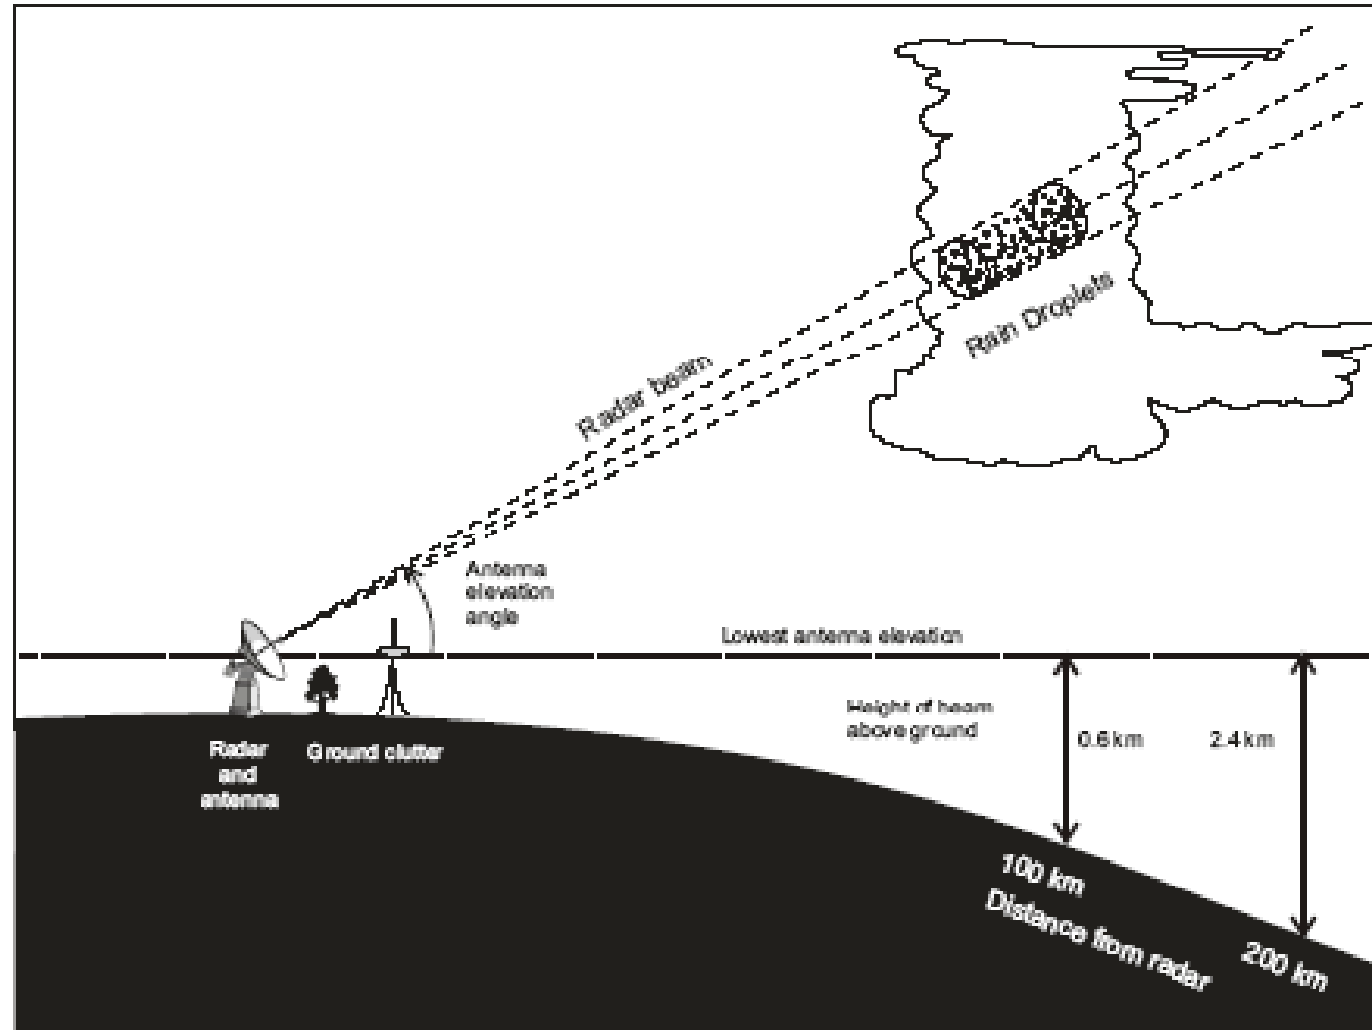 Radar beam
Rain Droplets
Antenna
elevation
angle
Lowest antenna elevation
Height of beam
above ground
0.6 km
2.4 km
Radar
and
antenna
Ground clutter
100 km
Distance from radar
200 km